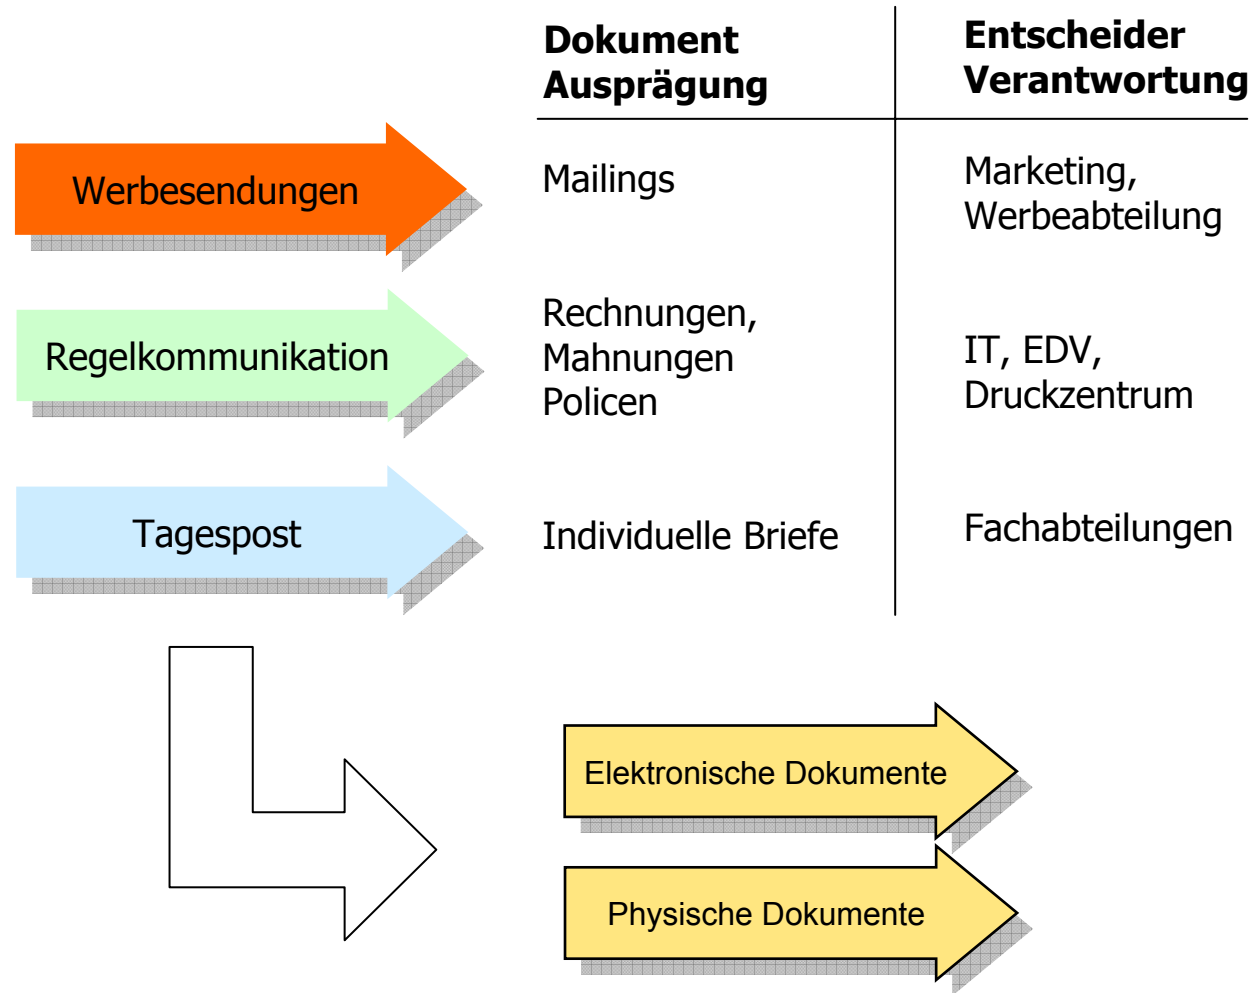 Dokument
Ausprägung
Entscheider
Verantwortung
Werbesendungen
Mailings
Marketing,
Werbeabteilung
Regelkommunikation
Rechnungen,
Mahnungen
Policen
IT, EDV,
Druckzentrum
Tagespost
Individuelle Briefe
Fachabteilungen
Elektronische Dokumente
Physische Dokumente